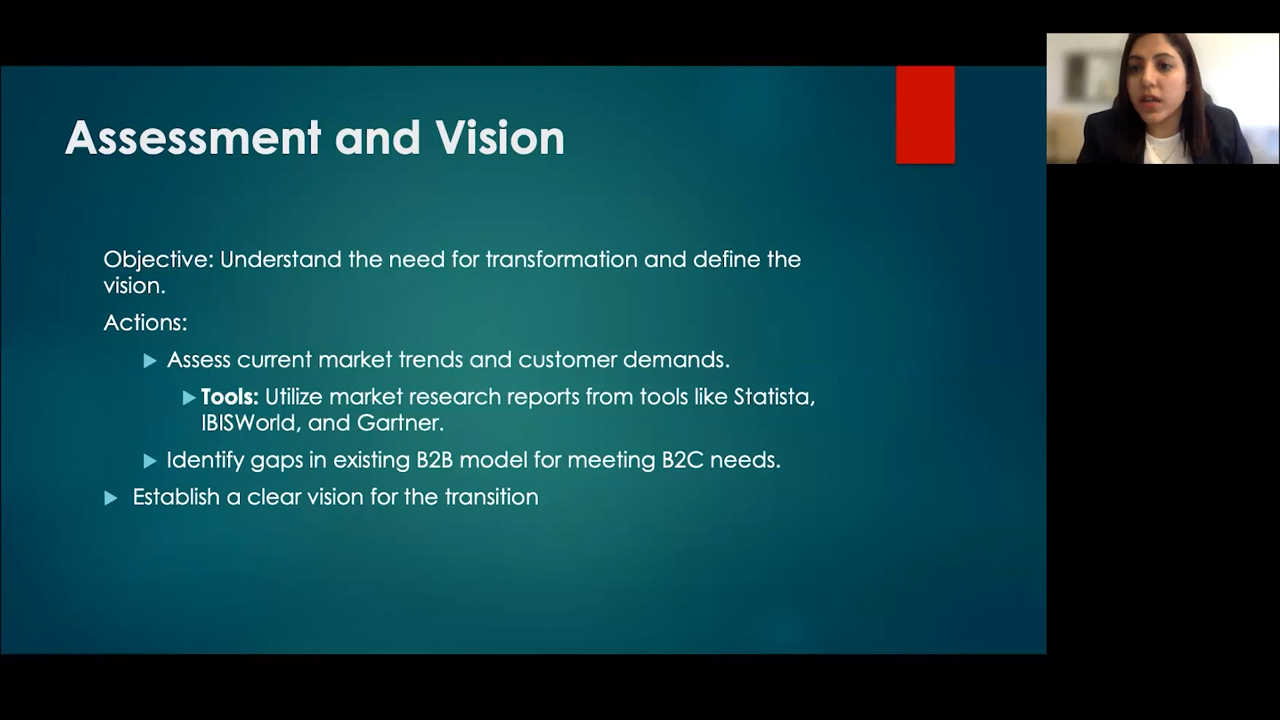 Assessment and Vision
Objective: Understand the need for transformation and define the
vision.
Actions:
Assess current market trends and customer demands.
Tools: Utilize market research reports from tools like Statista,
IBISWorld, and Gartner.
Identify gaps in existing B2B model for meeting B2C needs.
Establish a clear vision for the transition